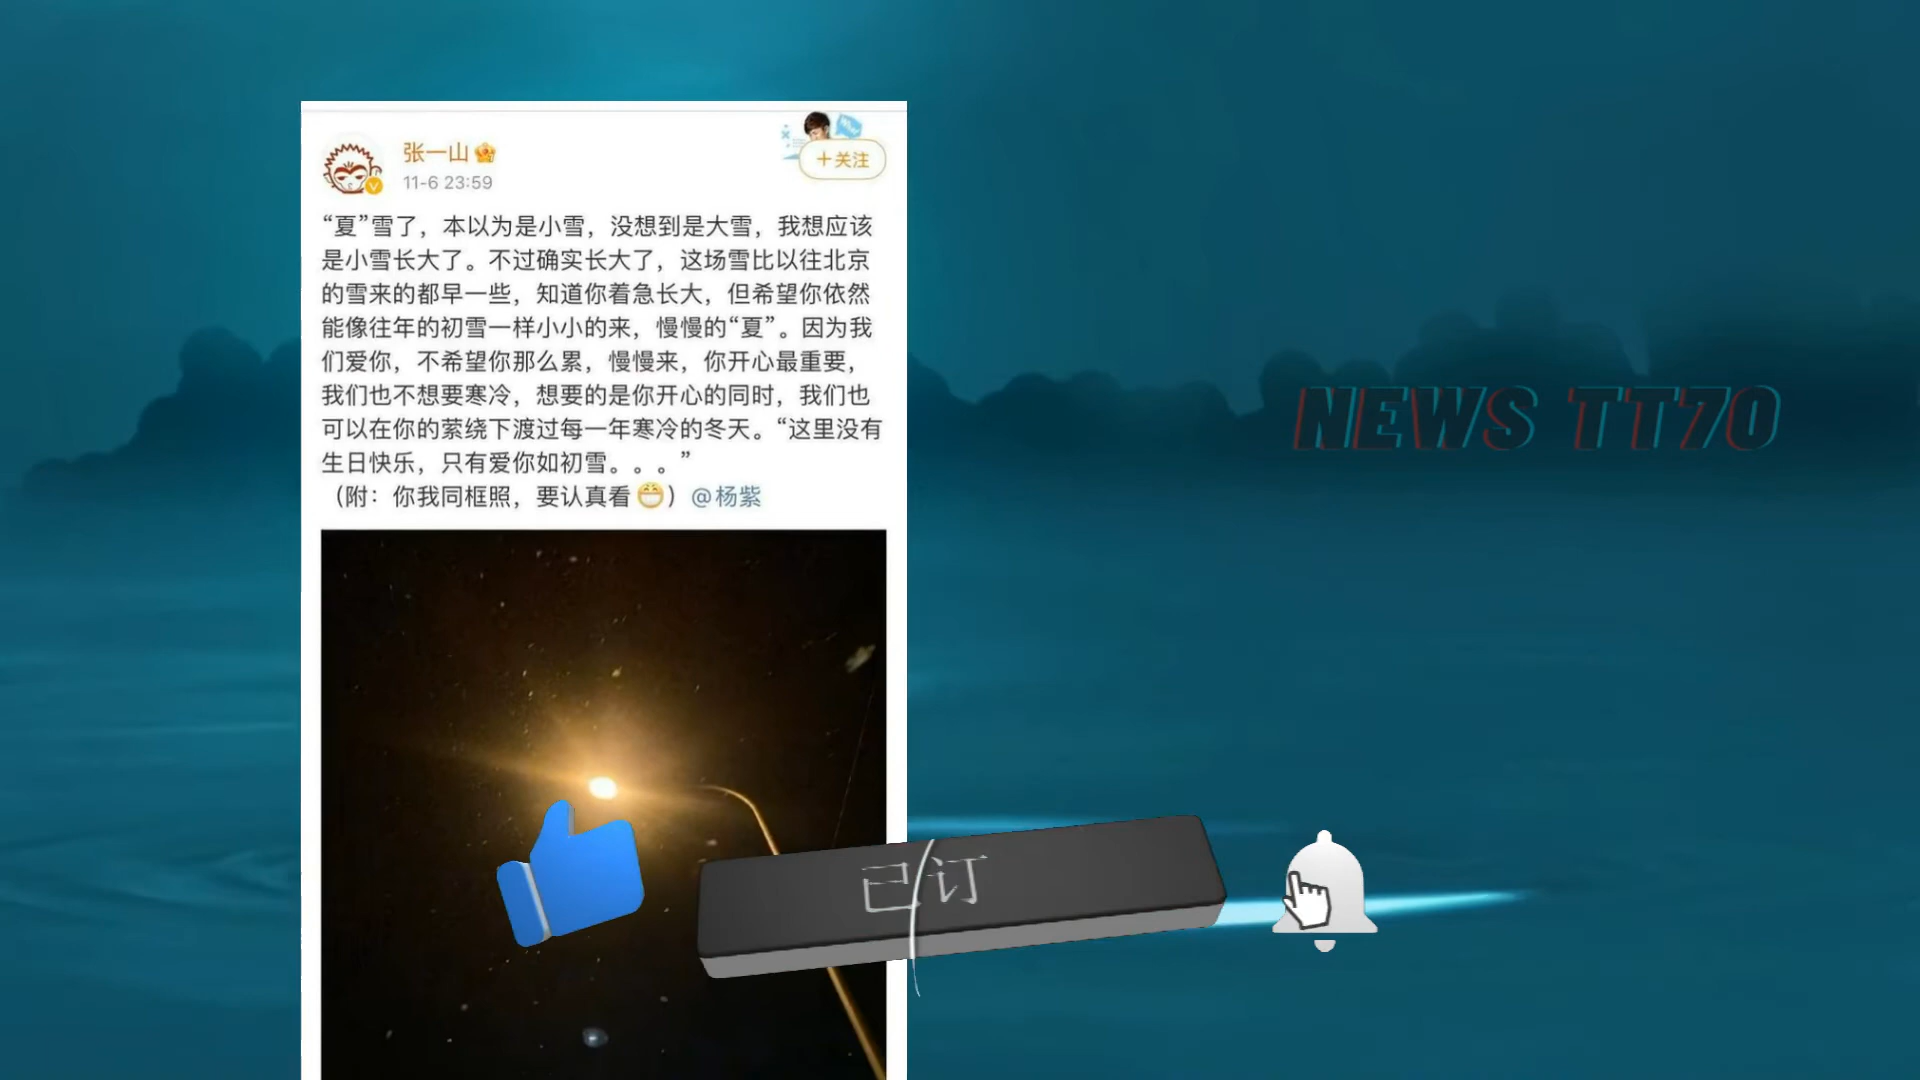 张一山
+关注
11-6 23:59
“夏”雪了，本以为是小雪，没想到是大雪，我想应该
是小雪长大了。不过确实长大了，这场雪比以往北京
的雪来的都早一些，知道你着急长大，但希望你依然
能像往年的初雪一样小小的来，慢慢的“夏”。因为我
们爱你，不希望你那么累，慢慢来，你开心最重要，
我们也不想要寒冷，想要的是你开心的同时，我们也
可以在你的萦绕下渡过每一年寒冷的冬天。“这里没有
生日快乐，只有爱你如初雪。。。”
（附：你我同框照，要认真看）@杨紫
NEWS TT70
已订